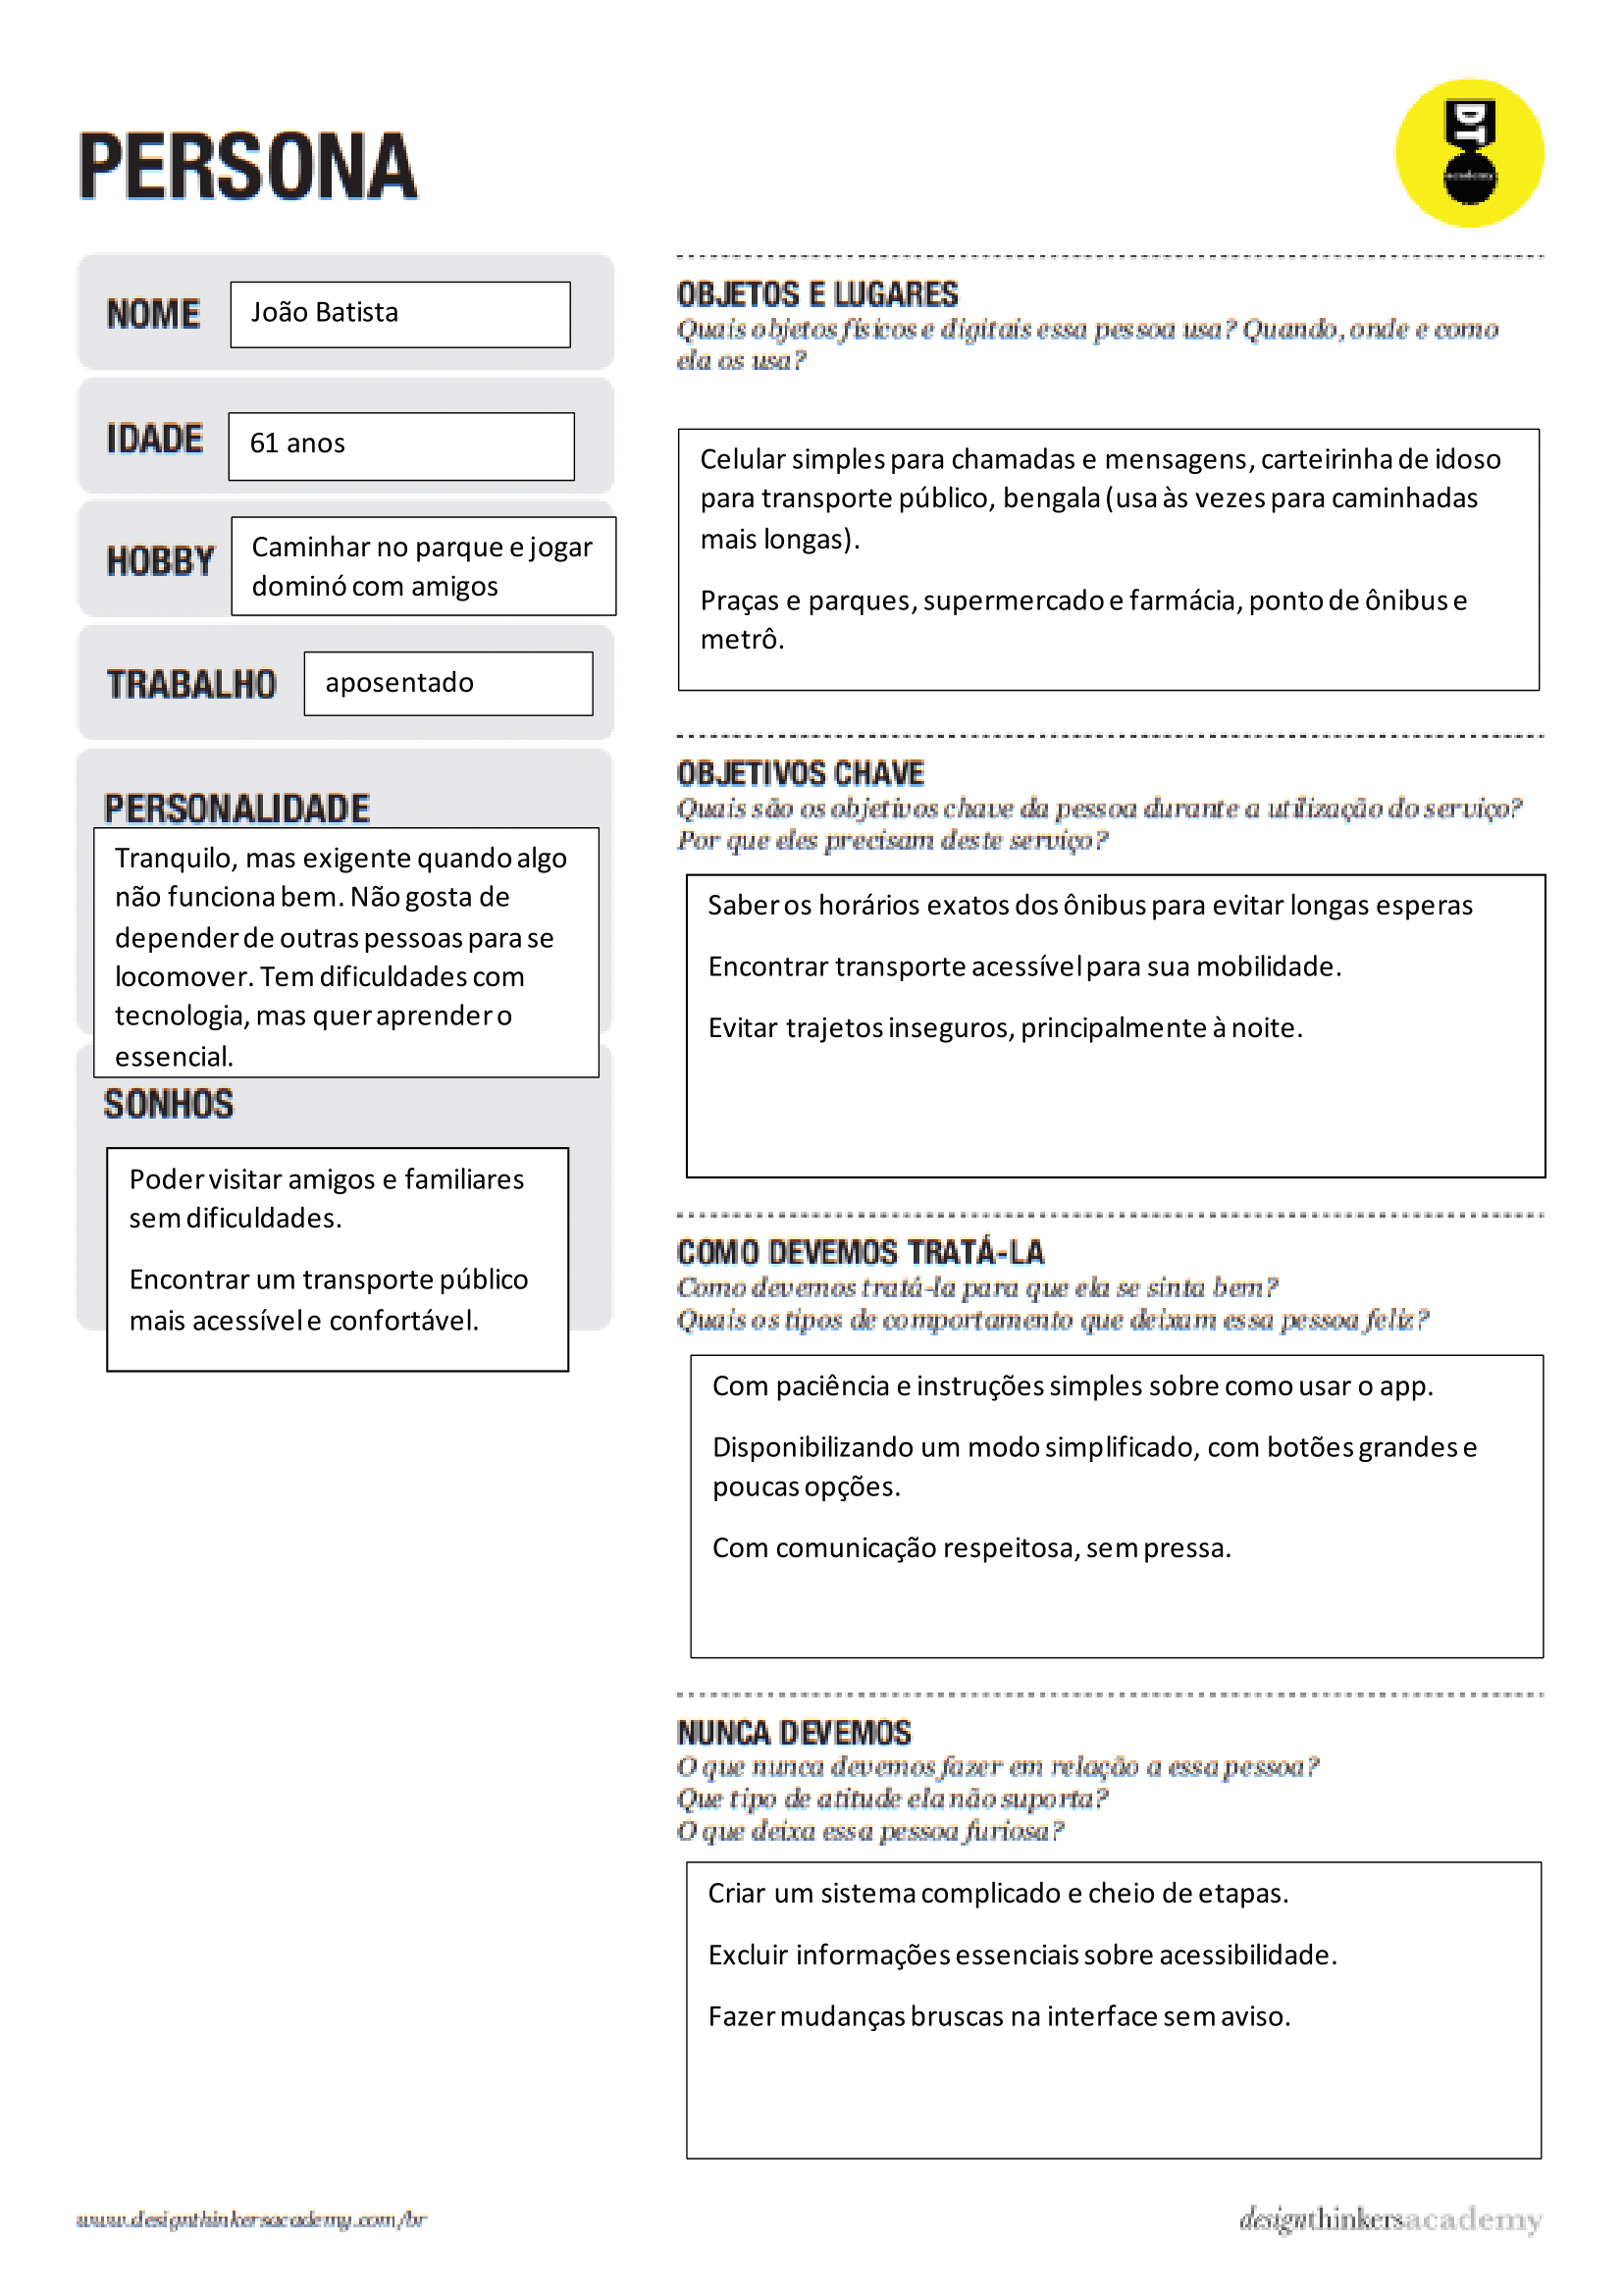 PERSONA
DT
academy
NOME
João Batista
IDADE
61 anos
HOBBY
Caminhar no parque e jogar
dominó com amigos
TRABALHO
aposentado
PERSONALIDADE
Tranquilo, mas exigente quando algo
não funciona bem. Não gosta de
depender de outras pessoas para se
locomover. Tem dificuldades com
tecnologia, mas quer aprender o
essencial.
SONHOS
Poder visitar amigos e familiares
sem dificuldades.
Encontrar um transporte público
mais acessível e confortável.
OBJETOS E LUGARES
Quais objetos físicos e digitais essa pessoa usa? Quando, onde e como
ela os usa?
Celular simples para chamadas e mensagens, carteirinha de idoso
para transporte público, bengala (usa às vezes para caminhadas
mais longas).
Praças e parques, supermercado e farmácia, ponto de ônibus e
metrô.
OBJETIVOS CHAVE
Quais são os objetivos chave da pessoa durante a utilização do serviço?
Por que eles precisam deste serviço?
Saber os horários exatos dos ônibus para evitar longas esperas
Encontrar transporte acessível para sua mobilidade.
Evitar trajetos inseguros, principalmente à noite.
COMO DEVEMOS TRATÁ-LA
Como devemos tratá-la para que ela se sinta bem?
Quais os tipos de comportamento que deixam essa pessoa feliz?
Com paciência e instruções simples sobre como usar o app.
Disponibilizando um modo simplificado, com botões grandes e
poucas opções.
Com comunicação respeitosa, sem pressa.
NUNCA DEVEMOS
O que nunca devemos fazer em relação a essa pessoa?
Que tipo de atitude ela não suporta?
O que deixa essa pessoa furiosa?
Criar um sistema complicado e cheio de etapas.
Excluir informações essenciais sobre acessibilidade.
Fazer mudanças bruscas na interface sem aviso.
www.designthinkersacademy.com/br
designthinkersacademy